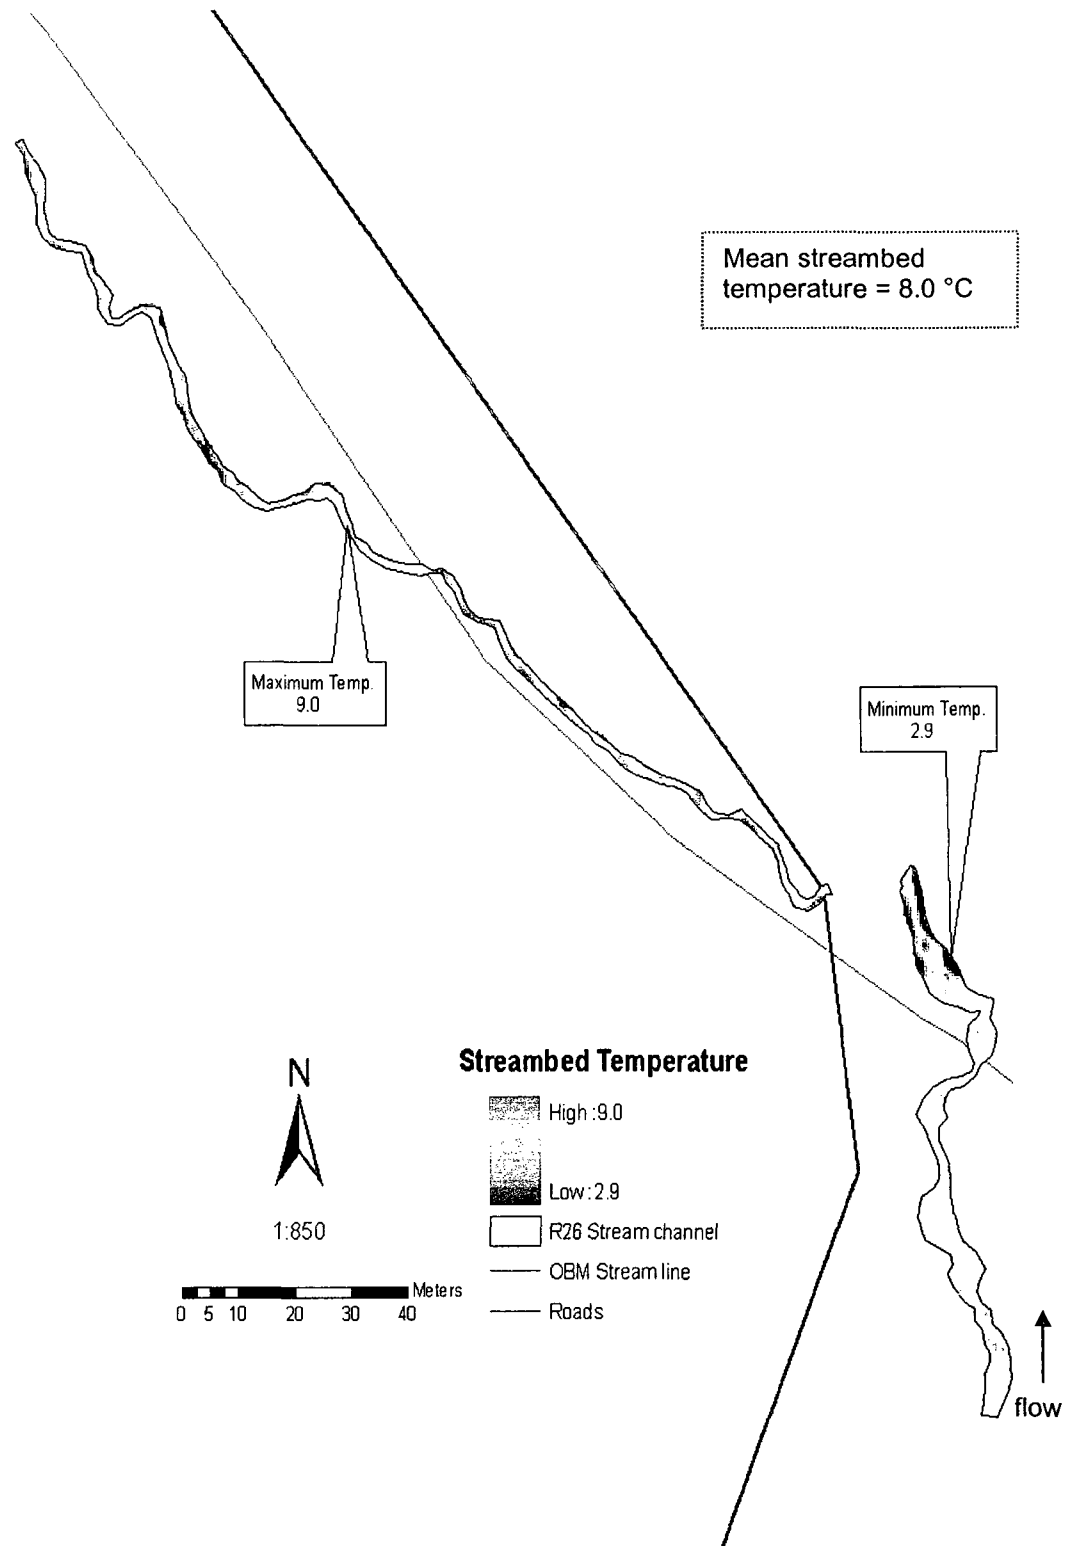 Mean streambed
temperature = 8.0 °C
Maximum Temp.
9.0
Minimum Temp.
2.9
N
1:850
Meters
0 5 10 20 30 40
Streambed Temperature
High : 9.0
Low : 2.9
R26 Stream channel
OBM Stream line
Roads
flow